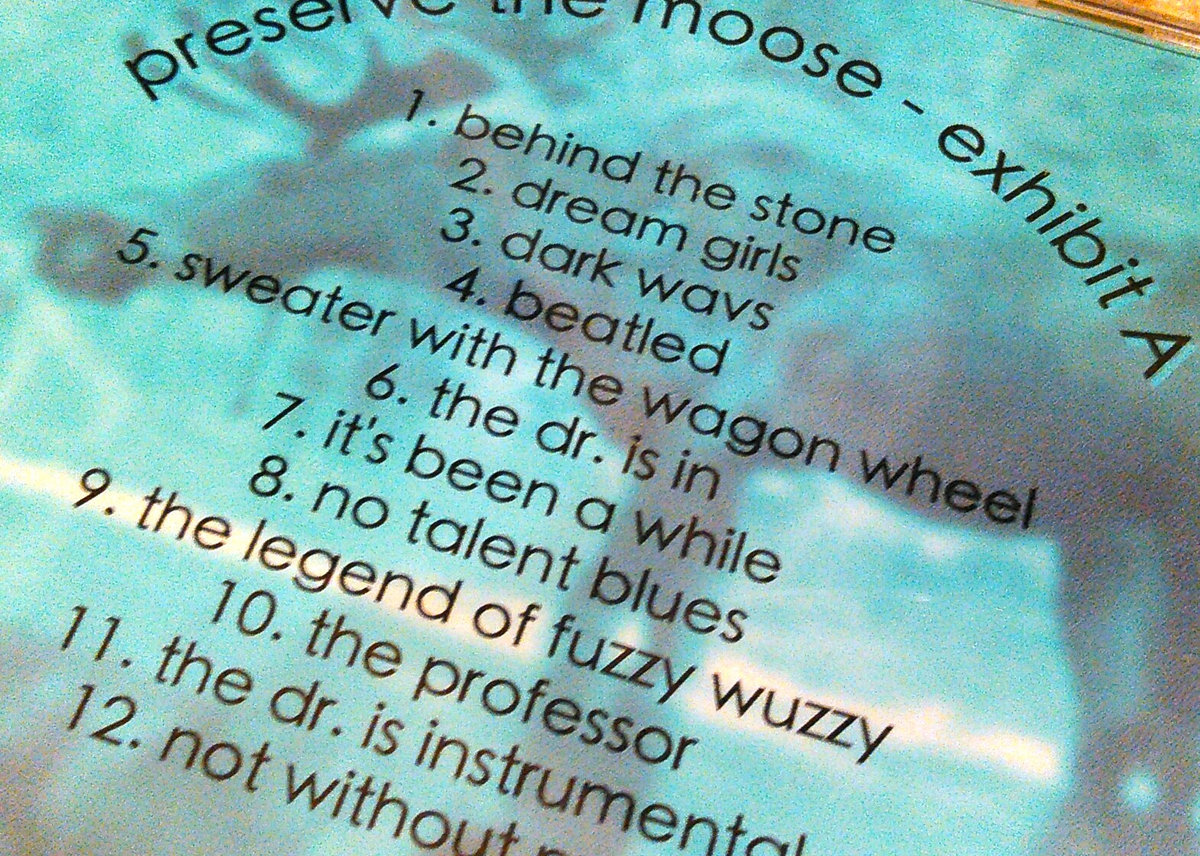 preserve the moose - exhibit A
1. behind the stone
2. dream girls
3. dark wavs
4. beatled
5. sweater with the wagon wheel
6. the dr. is in
7. it's been a while
8. no talent blues
9. the legend of fuzzy wuzzy
10. the professor
11. the dr. is instrumental
12. not without